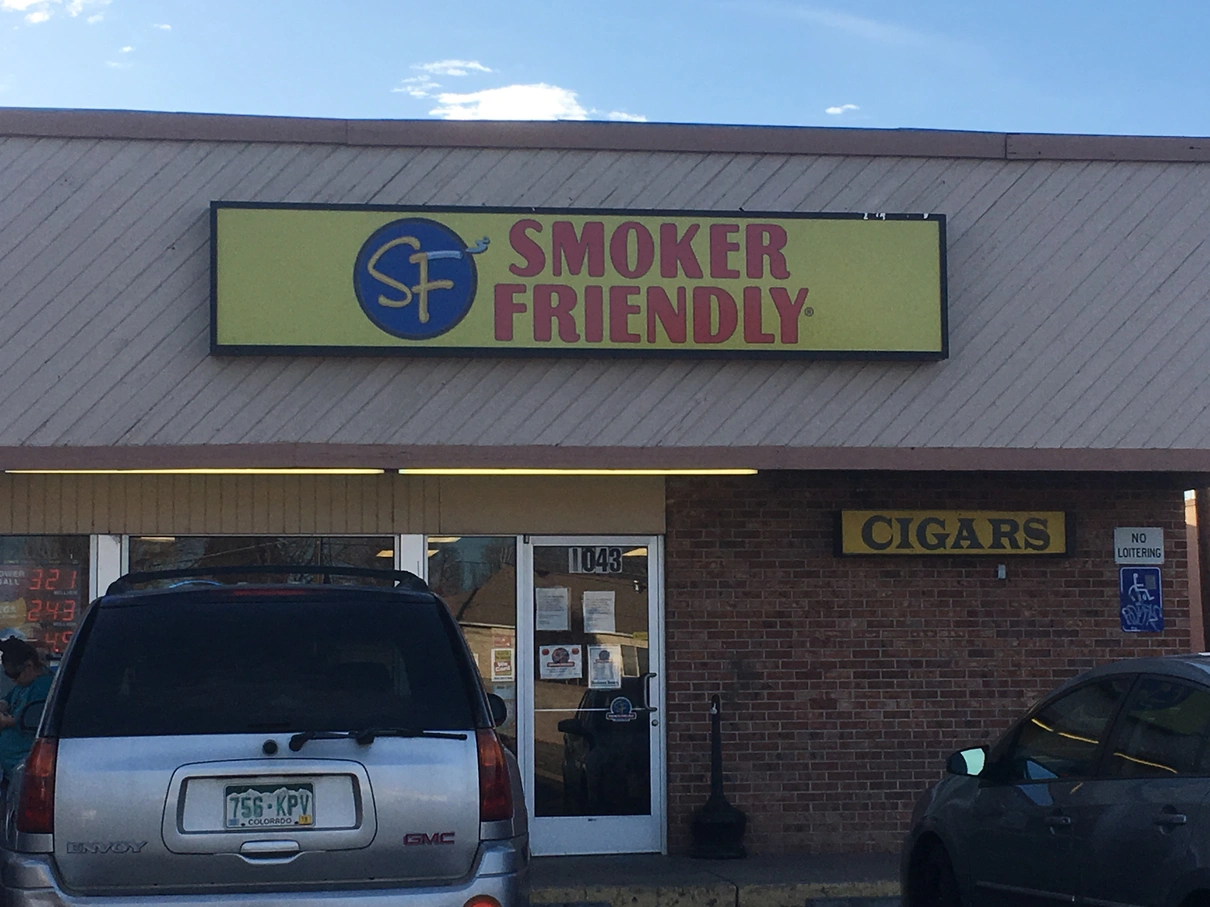 SF SMOKER
FRIENDLY®
CIGARS
NO
LOITERING
1043
321
243
756·KPV
COLORADO
ENVOY
GMC